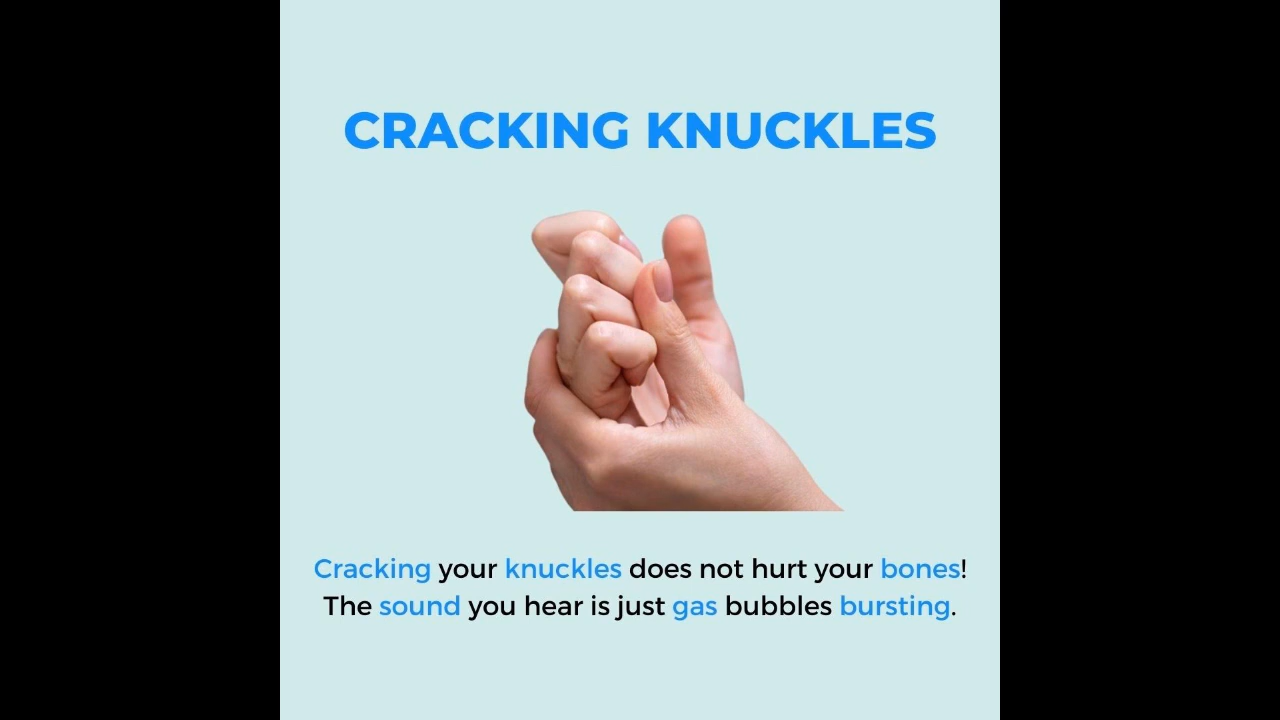 CRACKING KNUCKLES
Cracking your knuckles does not hurt your bones!
The sound you hear is just gas bubbles bursting.